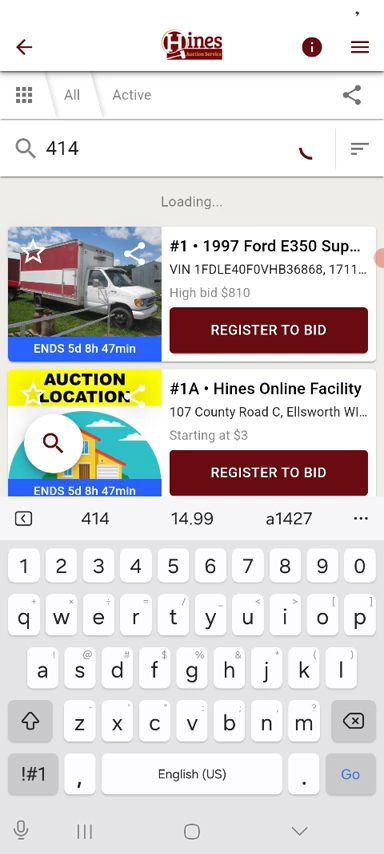 Hines
Auction Service
i
All
Active
414
Loading...
#1 • 1997 Ford E350 Sup...
VIN 1FDLE40F0VHB36868, 1711...
High bid $810
REGISTER TO BID
ENDS 5d 8h 47min
AUCTION
LOCATION
#1A • Hines Online Facility
107 County Road C, Ellsworth WI...
Starting at $3
REGISTER TO BID
ENDS 5d 8h 47min
414
14.99
a1427
...
1 2 3 4 5 6 7 8 9 0
+ × ÷ = / _ < > [ ]
q w e r t y u i o p
! @ # $ % & * ( )
a s d f g h j k l
- ' " : ; , ?
z x c v b n m
!#1
,
English (US)
.
Go